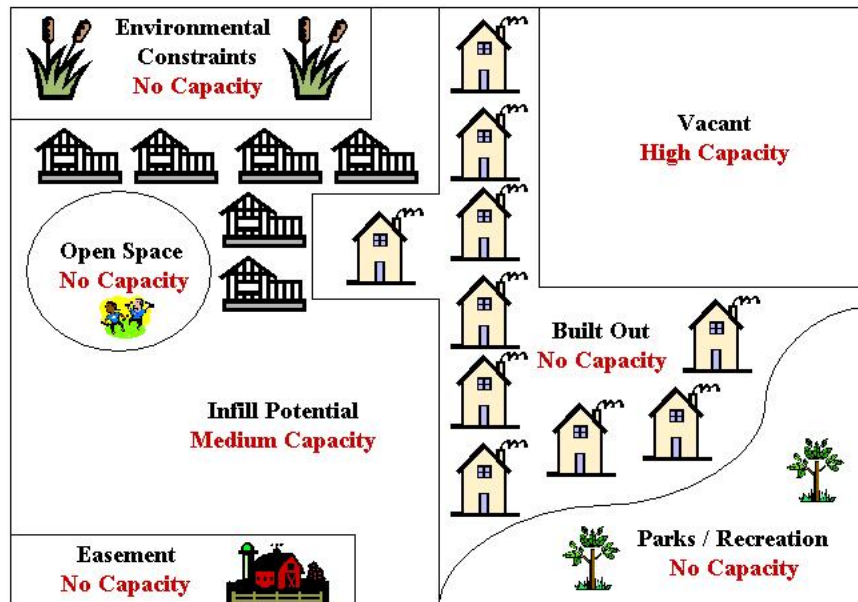 Environmental
Constraints
No Capacity
Vacant
High Capacity
Open Space
No Capacity
Built Out
No Capacity
Infill Potential
Medium Capacity
Easement
No Capacity
Parks / Recreation
No Capacity